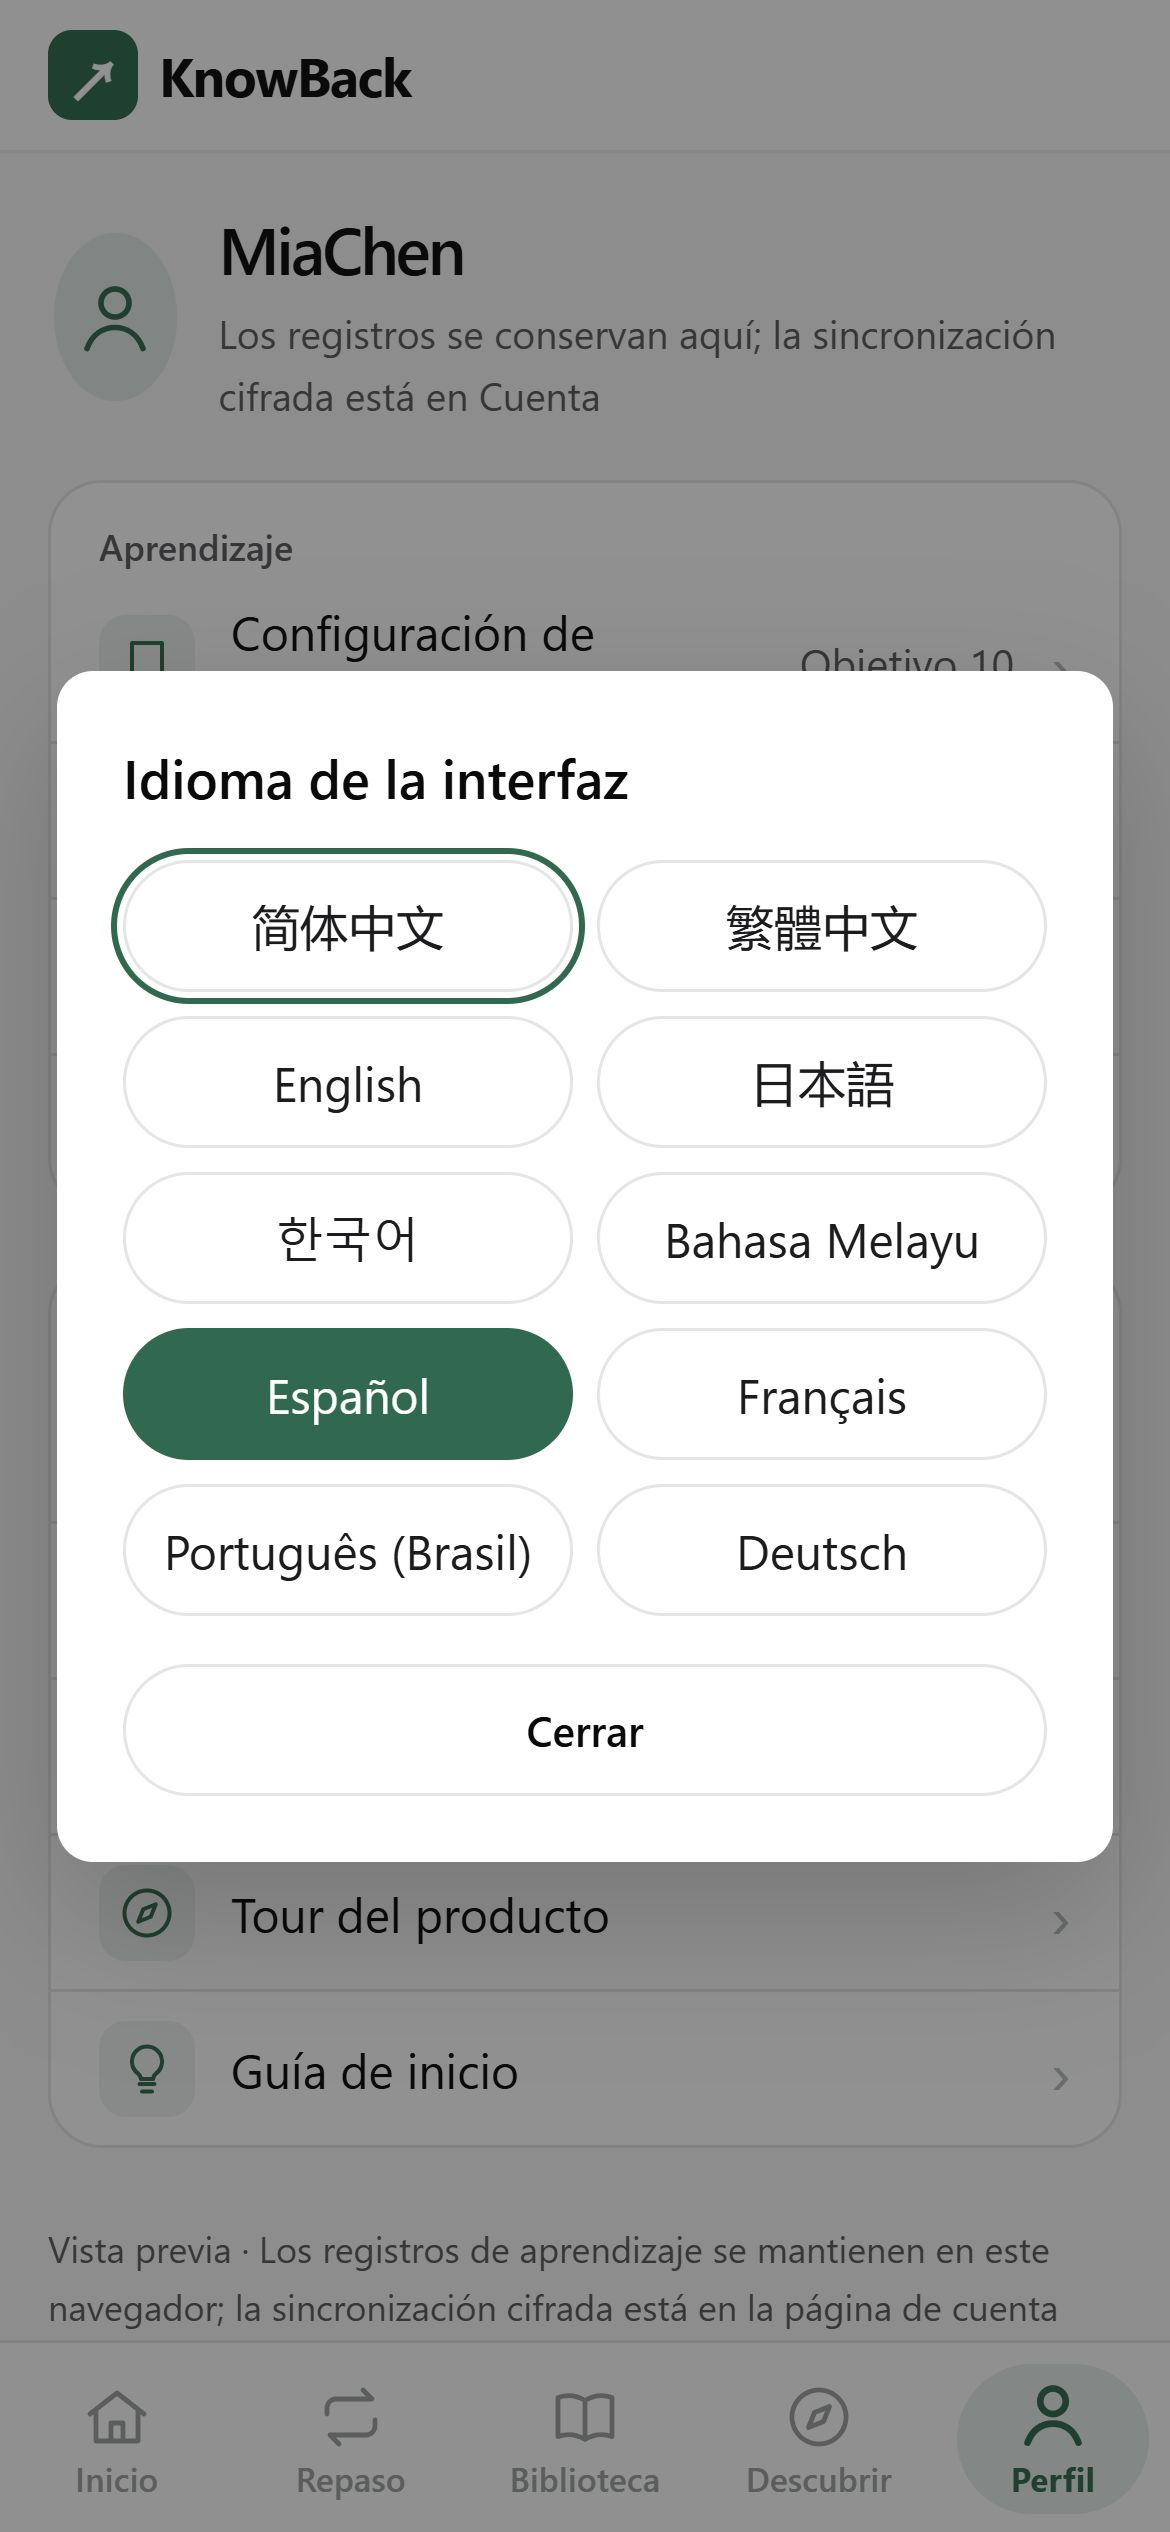 KnowBack
MiaChen
Los registros se conservan aquí; la sincronización
cifrada está en Cuenta
Aprendizaje
Configuración de
Objetivo 10
Idioma de la interfaz
简体中文
繁體中文
English
日本語
한국어
Bahasa Melayu
Español
Français
Português (Brasil)
Deutsch
Cerrar
Tour del producto
Guía de inicio
Vista previa · Los registros de aprendizaje se mantienen en este
navegador; la sincronización cifrada está en la página de cuenta
Inicio
Repaso
Biblioteca
Descubrir
Perfil